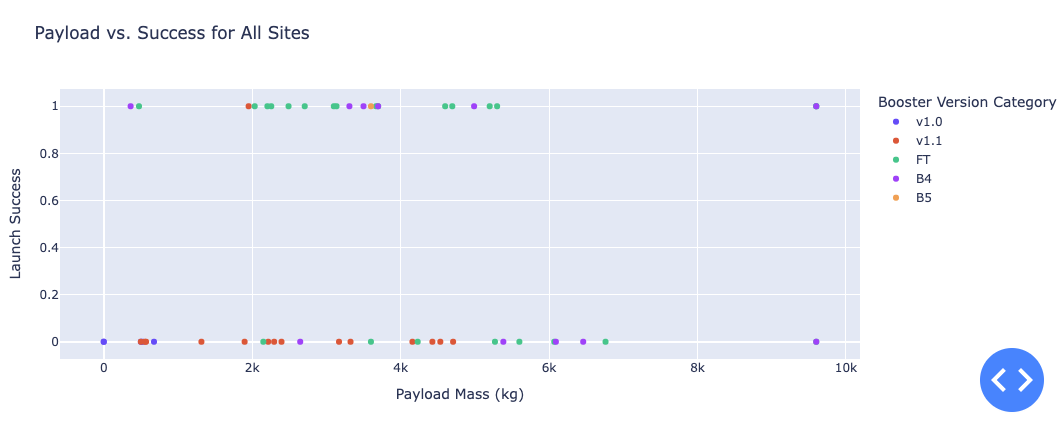 Payload vs. Success for All Sites
Launch Success
1
0.8
0.6
0.4
0.2
0
0 2k 4k 6k 8k 10k
Payload Mass (kg)
Booster Version Category
v1.0
v1.1
FT
B4
B5